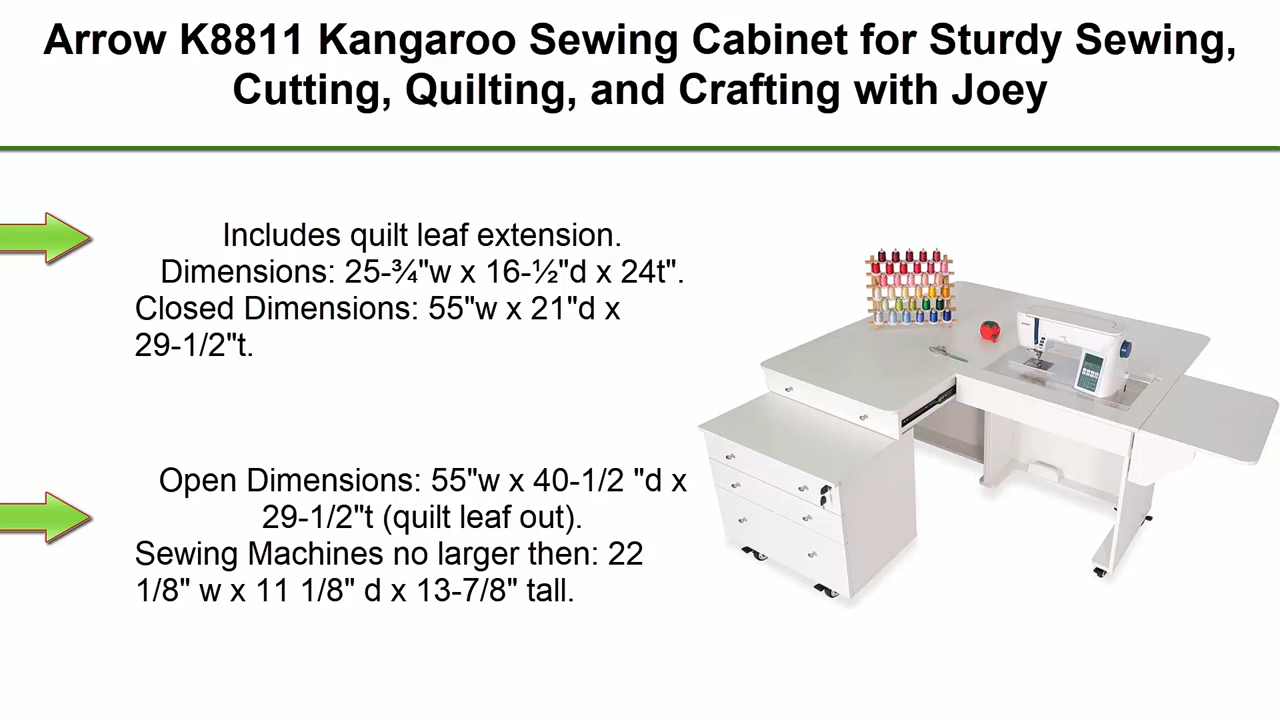 Arrow K8811 Kangaroo Sewing Cabinet for Sturdy Sewing,
Cutting, Quilting, and Crafting with Joey
Includes quilt leaf extension.
Dimensions: 25-¾"w x 16-½"d x 24t".
Closed Dimensions: 55"w x 21"d x
29-1/2"t.
Open Dimensions: 55"w x 40-1/2 "d x
29-1/2"t (quilt leaf out).
Sewing Machines no larger then: 22
1/8" w x 11 1/8" d x 13-7/8" tall.